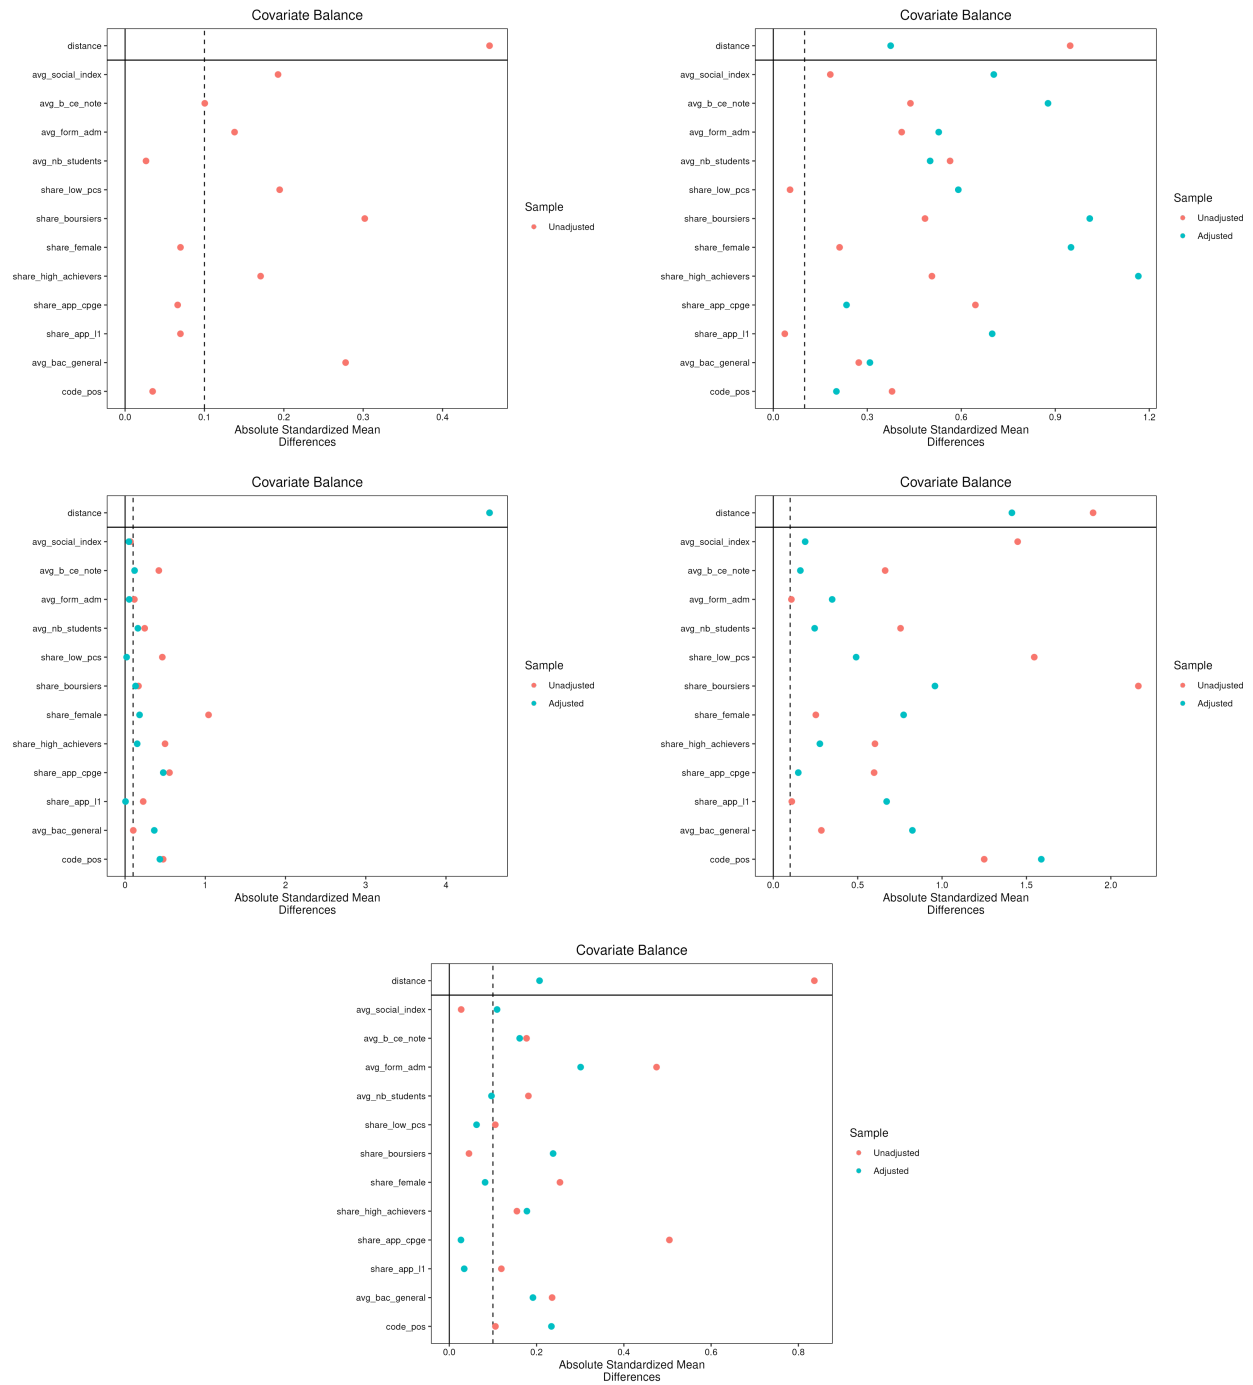 Covariate Balance
distance
avg_social_index
avg_b_ce_note
avg_form_adm
avg_nb_students
share_low_pcs
share_boursiers
share_female
share_high_achievers
share_app_cpge
share_app_l1
avg_bac_general
code_pos
0.0 0.1 0.2 0.3 0.4
Absolute Standardized Mean
Differences
Sample
Unadjusted
Covariate Balance
distance
avg_social_index
avg_b_ce_note
avg_form_adm
avg_nb_students
share_low_pcs
share_boursiers
share_female
share_high_achievers
share_app_cpge
share_app_l1
avg_bac_general
code_pos
0.0 0.3 0.6 0.9 1.2
Absolute Standardized Mean
Differences
Sample
Unadjusted
Adjusted
Covariate Balance
distance
avg_social_index
avg_b_ce_note
avg_form_adm
avg_nb_students
share_low_pcs
share_boursiers
share_female
share_high_achievers
share_app_cpge
share_app_l1
avg_bac_general
code_pos
0 1 2 3 4
Absolute Standardized Mean
Differences
Sample
Unadjusted
Adjusted
Covariate Balance
distance
avg_social_index
avg_b_ce_note
avg_form_adm
avg_nb_students
share_low_pcs
share_boursiers
share_female
share_high_achievers
share_app_cpge
share_app_l1
avg_bac_general
code_pos
0.0 0.5 1.0 1.5 2.0
Absolute Standardized Mean
Differences
Sample
Unadjusted
Adjusted
Covariate Balance
distance
avg_social_index
avg_b_ce_note
avg_form_adm
avg_nb_students
share_low_pcs
share_boursiers
share_female
share_high_achievers
share_app_cpge
share_app_l1
avg_bac_general
code_pos
0.0 0.2 0.4 0.6 0.8
Absolute Standardized Mean
Differences
Sample
Unadjusted
Adjusted